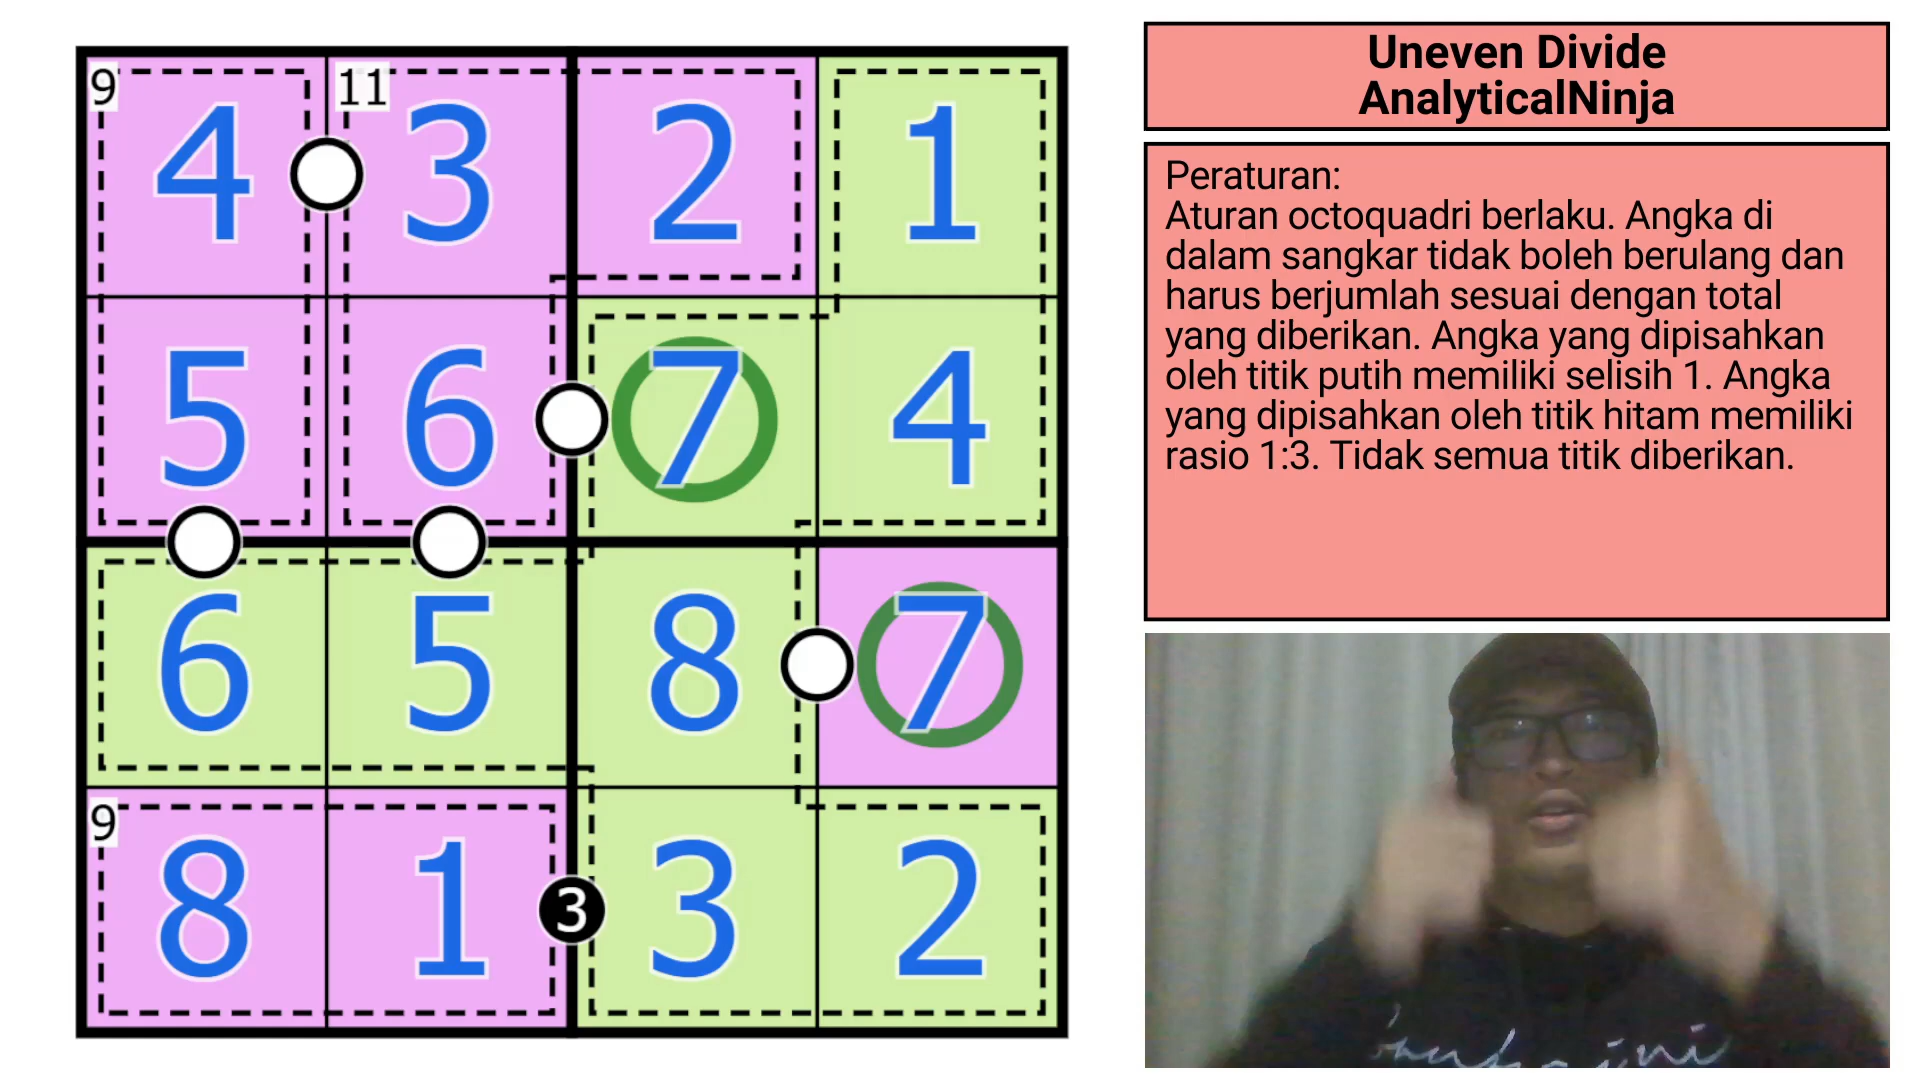 Uneven Divide
AnalyticalNinja
Peraturan:
Aturan octoquadri berlaku. Angka di
dalam sangkar tidak boleh berulang dan
harus berjumlah sesuai dengan total
yang diberikan. Angka yang dipisahkan
oleh titik putih memiliki selisih 1. Angka
yang dipisahkan oleh titik hitam memiliki
rasio 1:3. Tidak semua titik diberikan.
9 11
4 3 2 1
5 6 7 4
6 5 8 7
9
8 1 3 3 2